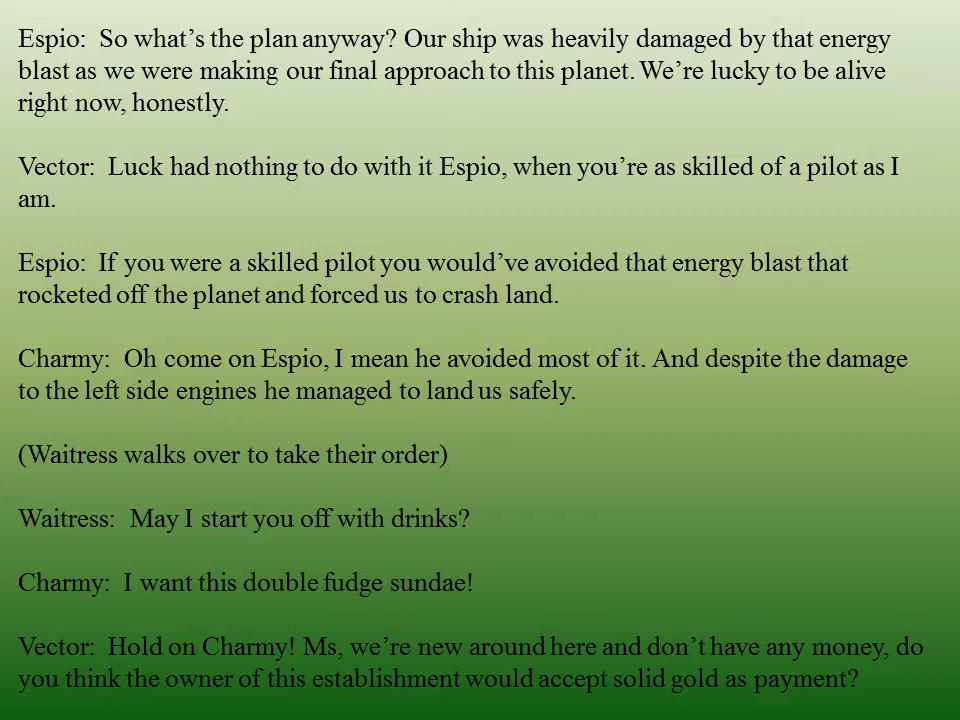 Espio:  So what’s the plan anyway? Our ship was heavily damaged by that energy
blast as we were making our final approach to this planet. We’re lucky to be alive
right now, honestly.
Vector:  Luck had nothing to do with it Espio, when you’re as skilled of a pilot as I
am.
Espio:  If you were a skilled pilot you would’ve avoided that energy blast that
rocketed off the planet and forced us to crash land.
Charmy:  Oh come on Espio, I mean he avoided most of it. And despite the damage
to the left side engines he managed to land us safely.
(Waitress walks over to take their order)
Waitress:  May I start you off with drinks?
Charmy:  I want this double fudge sundae!
Vector:  Hold on Charmy! Ms, we’re new around here and don’t have any money, do
you think the owner of this establishment would accept solid gold as payment?